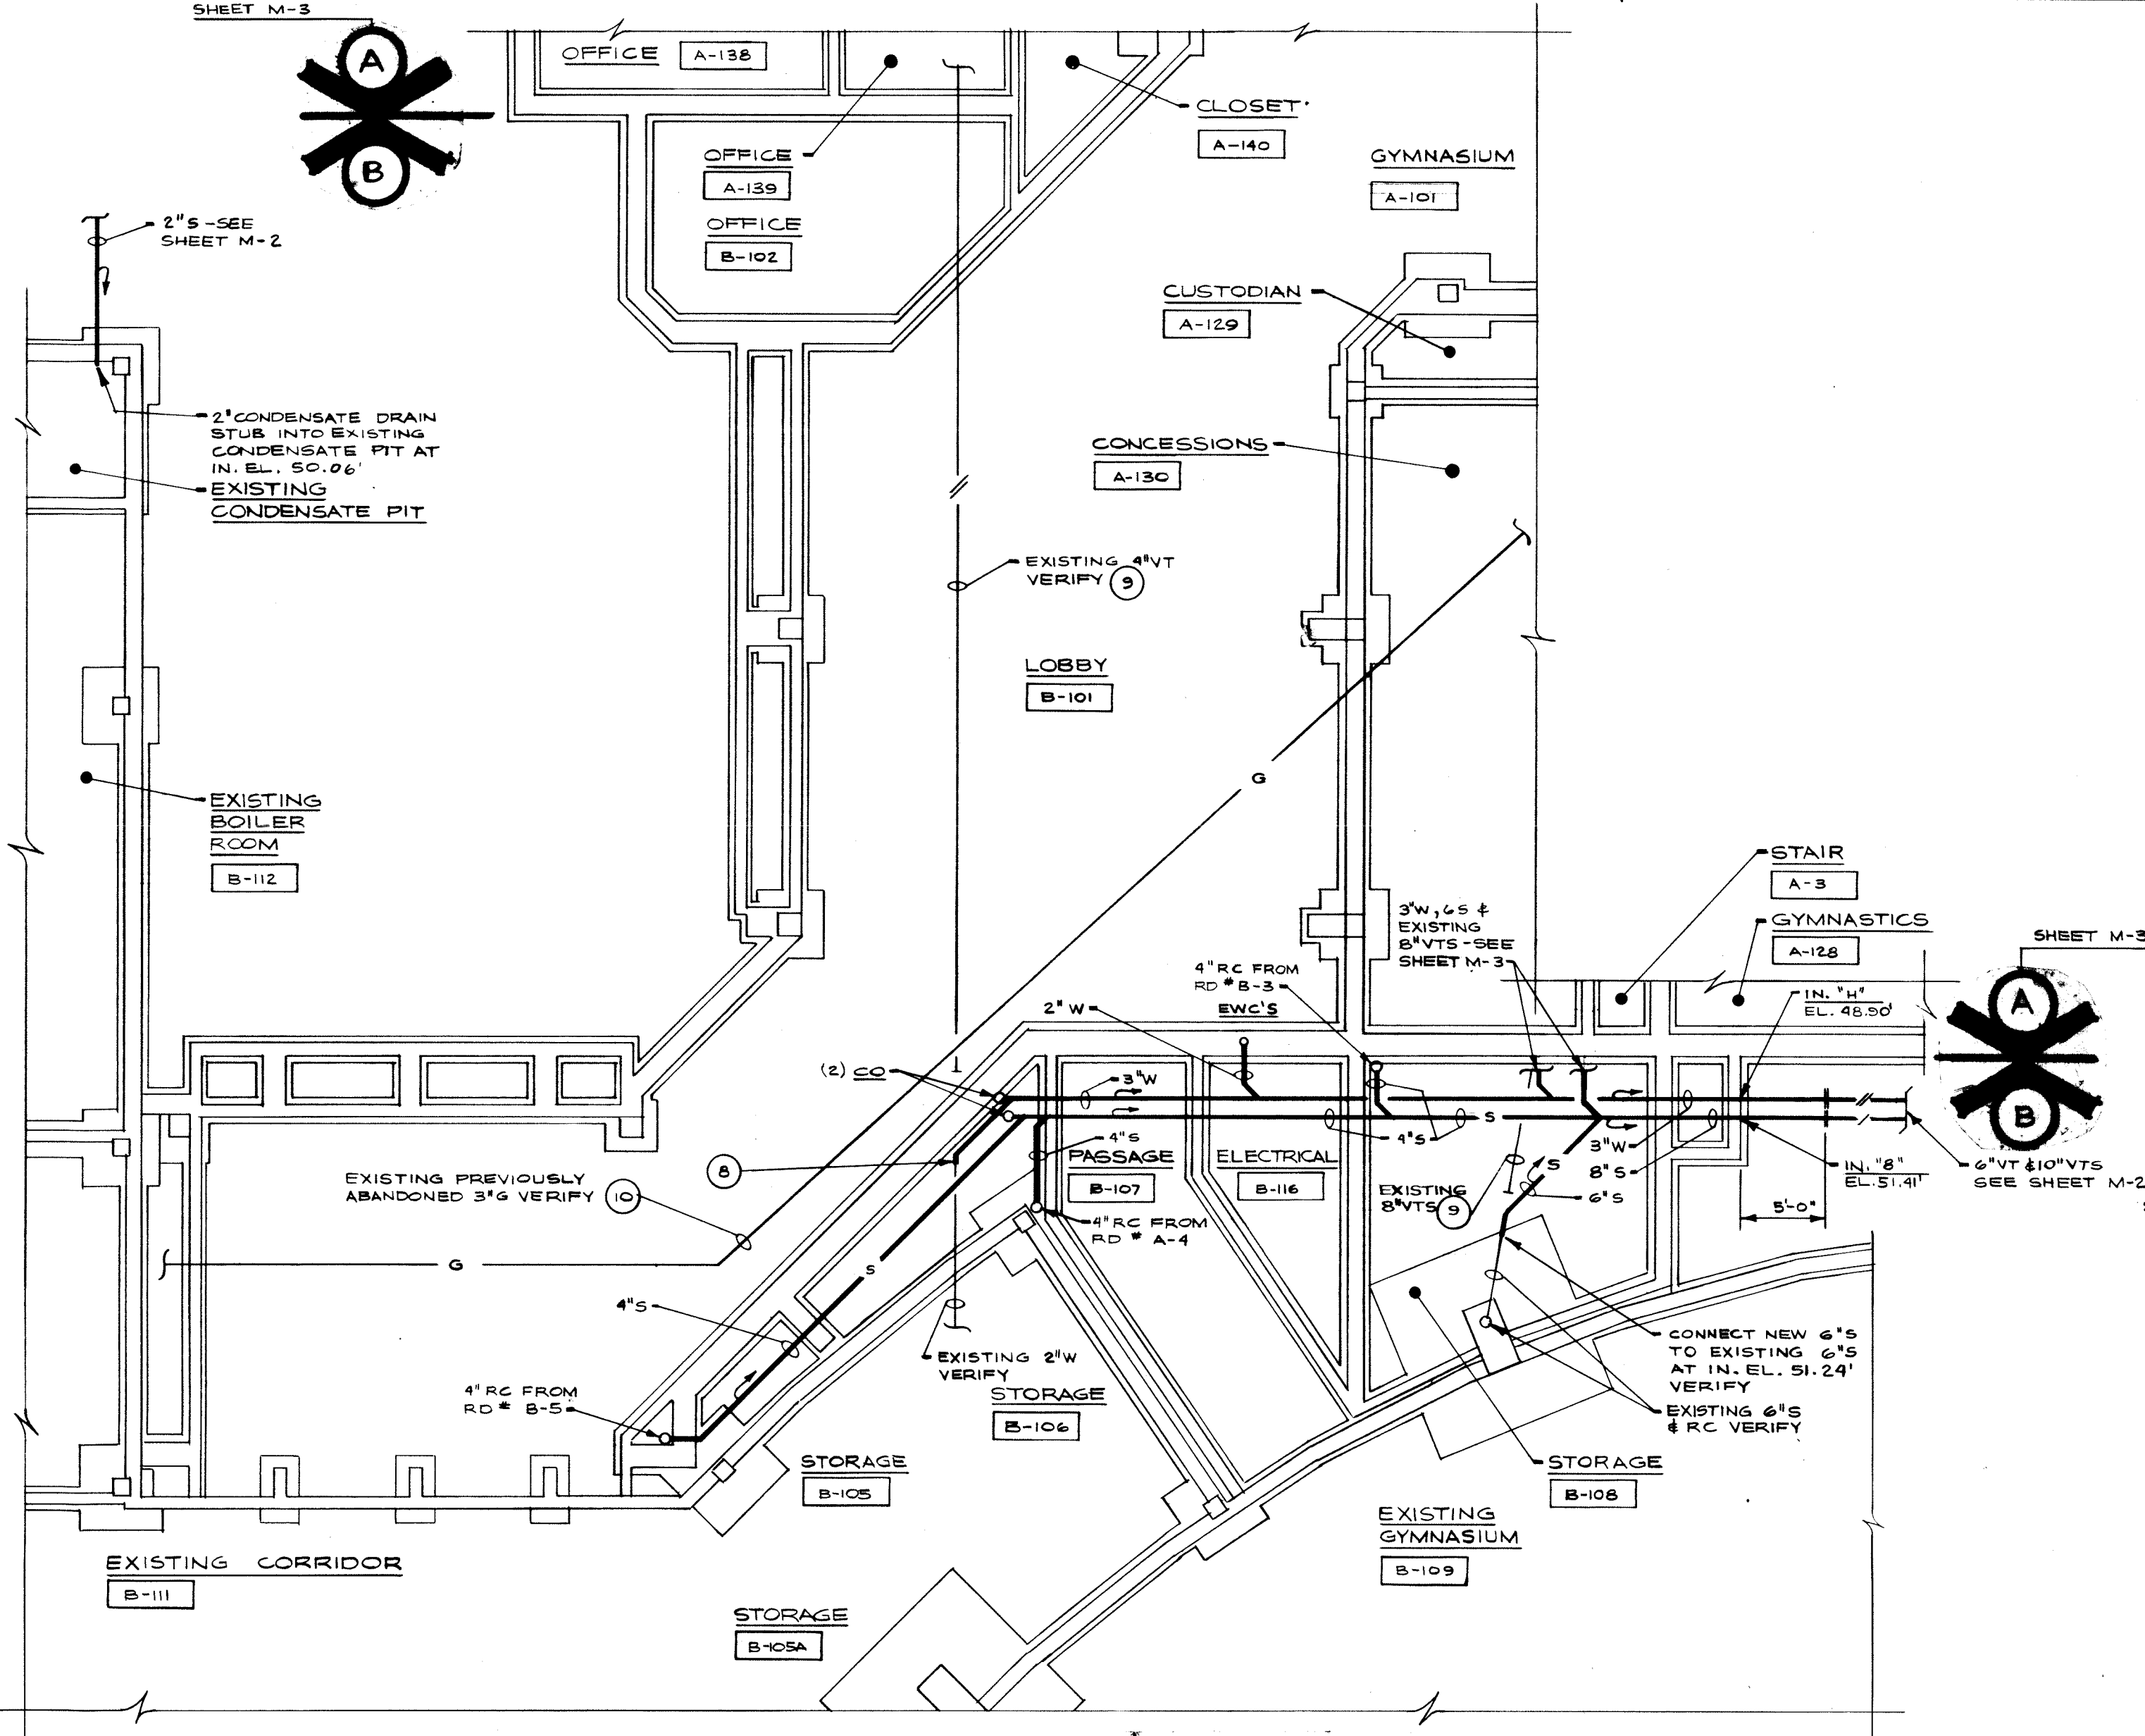 SHEET M-3
A
B
OFFICE A-138
OFFICE
A-139
OFFICE
B-102
CLOSET
A-140
GYMNASIUM
A-101
2"S-SEE
SHEET M-2
CUSTODIAN
A-129
2"CONDENSATE DRAIN
STUB INTO EXISTING
CONDENSATE PIT AT
IN. EL. 50.06'
EXISTING
CONDENSATE PIT
CONCESSIONS
A-130
EXISTING 4"VT
VERIFY 9
LOBBY
B-101
G
EXISTING
BOILER
ROOM
B-112
STAIR
A-3
GYMNASTICS
A-128
SHEET M-3
A
B
3"W, 6S &
EXISTING
8"VTS-SEE
SHEET M-3
4"RC FROM
RD # B-3
EWC'S
2"W
IN. "H"
EL. 48.90'
(2) CO
3"W
4"S
S
4"S
3"W
8"S
IN. "8"
EL. 51.41'
5'-0"
6"VT &10"VTS
SEE SHEET M-2
8
PASSAGE
B-107
ELECTRICAL
B-116
EXISTING
8"VTS 9
S
6"S
EXISTING PREVIOUSLY
ABANDONED 3"G VERIFY 10
4"RC FROM
RD # A-4
G
S
4"S
EXISTING 2"W
VERIFY
CONNECT NEW 6"S
TO EXISTING 6"S
AT IN. EL. 51.24'
VERIFY
EXISTING 6"S
& RC VERIFY
4"RC FROM
RD # B-5
STORAGE
B-106
STORAGE
B-105
STORAGE
B-108
EXISTING
GYMNASIUM
B-109
EXISTING CORRIDOR
B-111
STORAGE
B-105A